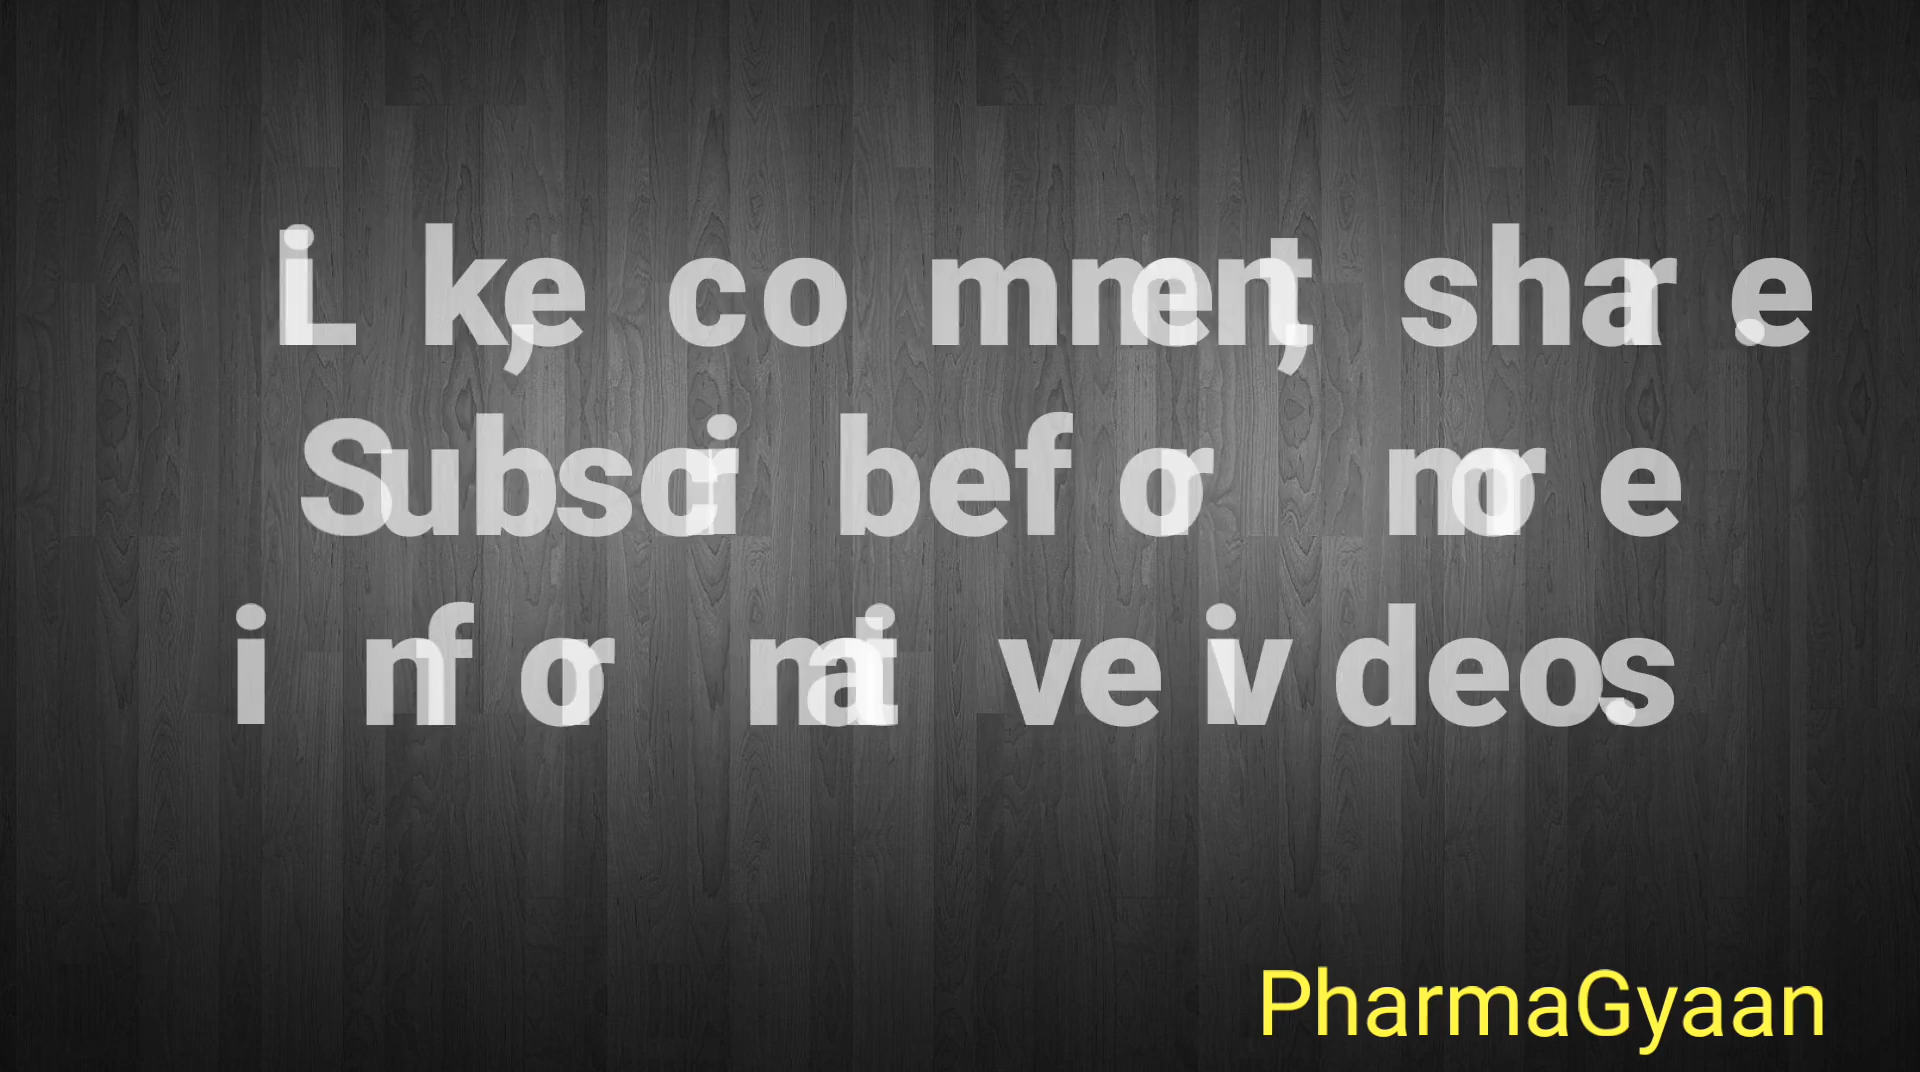 Like, comment, share.
Subscribe for more
informative videos.
PharmaGyaan